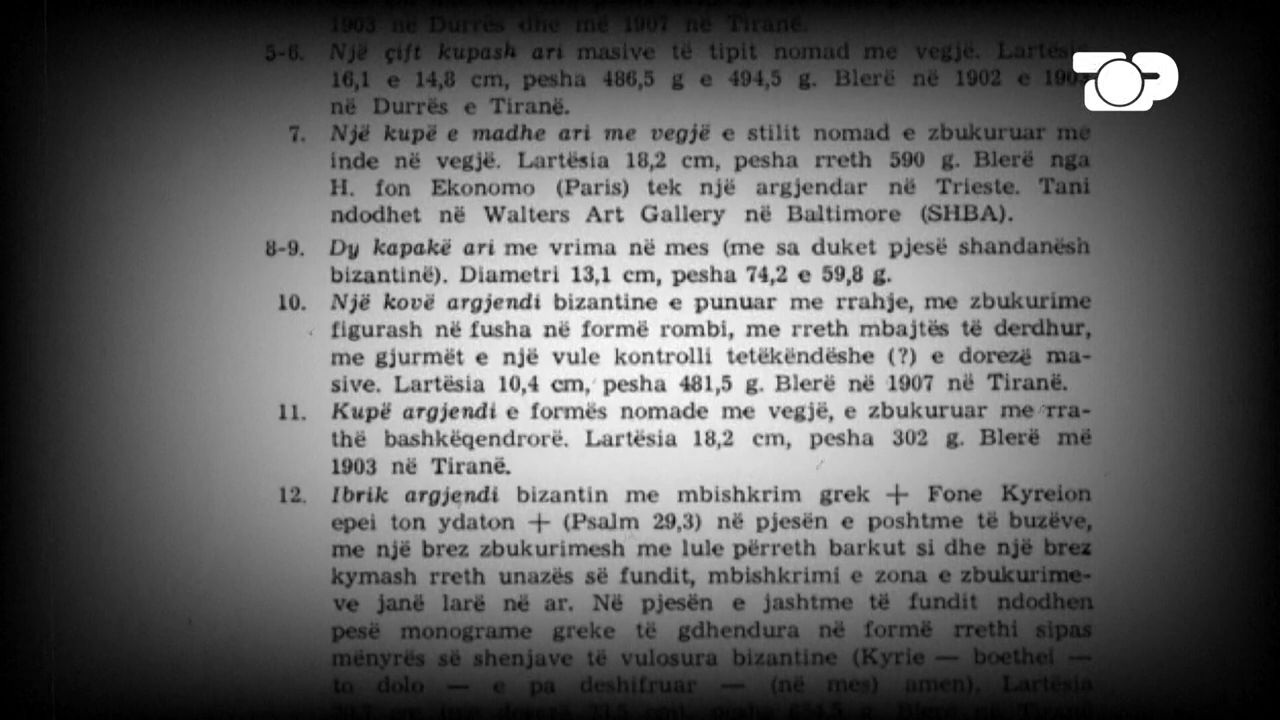 1903 në Durrës dhe më 1907 në Tiranë.
5-6. Një çift kupash ari masive të tipit nomad me vegjë. Lartësia
16,1 e 14,8 cm, pesha 486,5 g e 494,5 g. Blerë në 1902 e 1903
në Durrës e Tiranë.
TOP
7. Një kupë e madhe ari me vegjë e stilit nomad e zbukuruar me
inde në vegjë. Lartësia 18,2 cm, pesha rreth 590 g. Blerë nga
H. fon Ekonomo (Paris) tek një argjendar në Trieste. Tani
ndodhet në Walters Art Gallery në Baltimore (SHBA).
8-9. Dy kapakë ari me vrima në mes (me sa duket pjesë shandanësh
bizantinë). Diametri 13,1 cm, pesha 74,2 e 59,8 g.
10. Një kovë argjendi bizantine e punuar me rrahje, me zbukurime
figurash në fusha në formë rombi, me rreth mbajtës të derdhur,
me gjurmët e një vule kontrolli tetëkëndëshe (?) e dorezë ma-
sive. Lartësia 10,4 cm, pesha 481,5 g. Blerë në 1907 në Tiranë.
11. Kupë argjendi e formës nomade me vegjë, e zbukuruar me rra-
thë bashkëqendrorë. Lartësia 18,2 cm, pesha 302 g. Blerë më
1903 në Tiranë.
12. Ibrik argjendi bizantin me mbishkrim grek + Fone Kyreion
epei ton ydaton + (Psalm 29,3) në pjesën e poshtme të buzëve,
me një brez zbukurimesh me lule përreth barkut si dhe një brez
kymash rreth unazës së fundit, mbishkrimi e zona e zbukurime-
ve janë larë në ar. Në pjesën e jashtme të fundit ndodhen
pesë monograme greke të gdhendura në formë rrethi sipas
mënyrës së shenjave të vulosura bizantine (Kyrie — boethei —
to dolo — e pa deshifruar — (në mes) amen). Lartësia